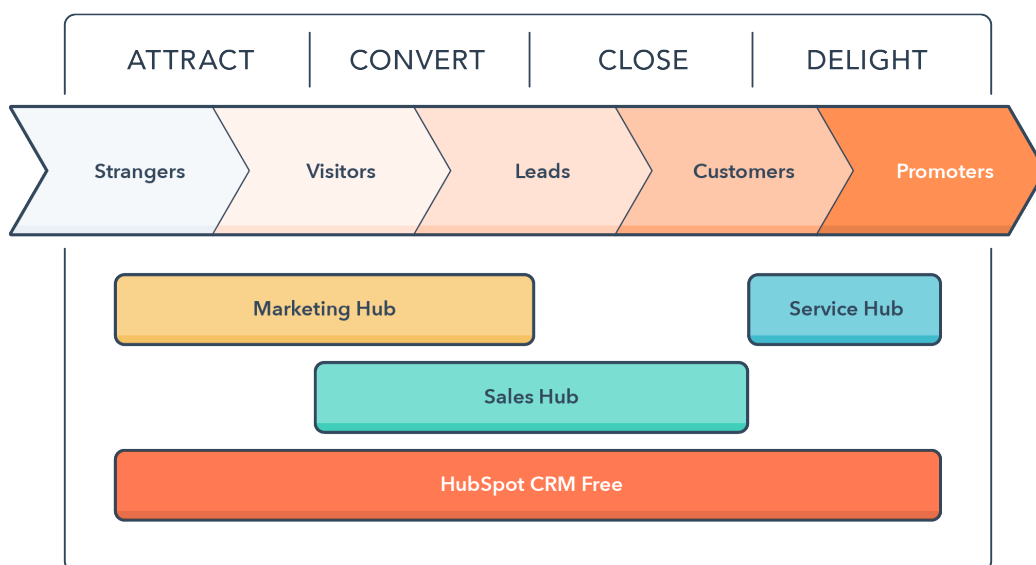 ATTRACT CONVERT CLOSE DELIGHT
Strangers Visitors Leads Customers Promoters
Marketing Hub Service Hub
Sales Hub
HubSpot CRM Free